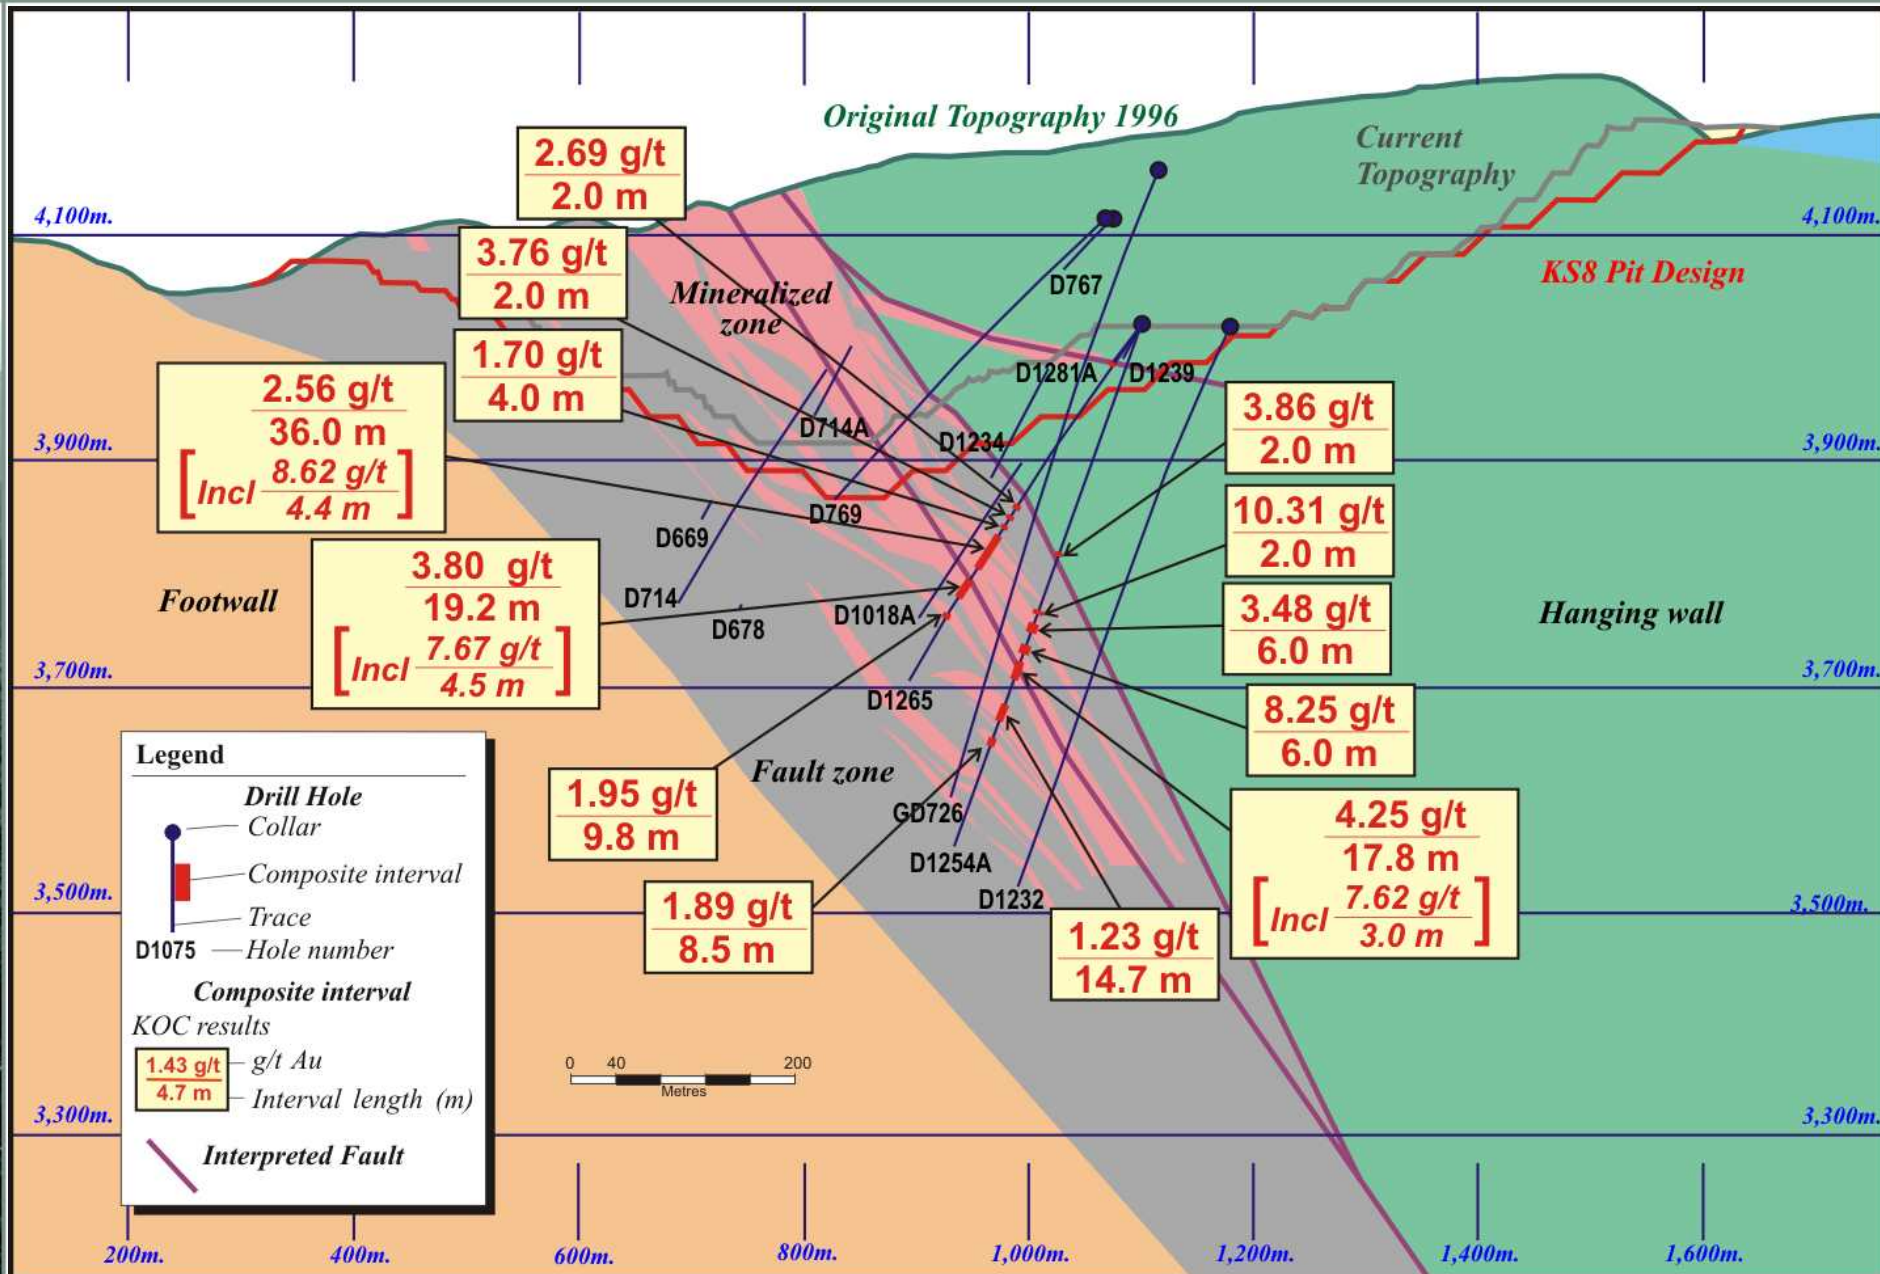 Original Topography 1996
Current
Topography
2.69 g/t
2.0 m
4,100m.
4,100m.
3.76 g/t
2.0 m
D767
KS8 Pit Design
Mineralized
zone
1.70 g/t
4.0 m
D1281A
D1239
2.56 g/t
36.0 m
[Incl 8.62 g/t
4.4 m]
3.86 g/t
2.0 m
D714A
D1234
3,900m.
3,900m.
10.31 g/t
2.0 m
D769
D669
3.80 g/t
19.2 m
[Incl 7.67 g/t
4.5 m]
Footwall
D714
D678
D1018A
3.48 g/t
6.0 m
Hanging wall
3,700m.
3,700m.
D1265
8.25 g/t
6.0 m
Fault zone
1.95 g/t
9.8 m
GD726
D1254A
D1232
4.25 g/t
17.8 m
[Incl 7.62 g/t
3.0 m]
3,500m.
3,500m.
1.89 g/t
8.5 m
1.23 g/t
14.7 m
Legend
Drill Hole
Collar
Composite interval
Trace
D1075 Hole number
Composite interval
KOC results
1.43 g/t g/t Au
4.7 m Interval length (m)
Interpreted Fault
0 40 200
Metres
3,300m.
3,300m.
200m. 400m. 600m. 800m. 1,000m. 1,200m. 1,400m. 1,600m.